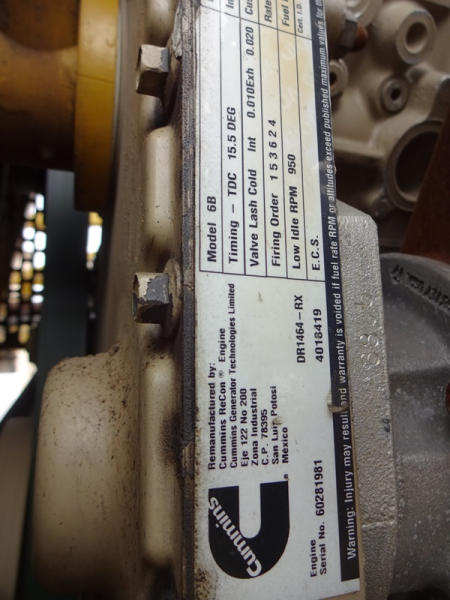 Cummins
Remanufactured by:
Cummins ReCon® Engine
Cummins Generator Technologies Limited
Eje 122 No 200
Zona Industrial
C.P. 78395
San Luis Potosi
México
DR1464-RX
Engine
Serial No. 60281981
4018419
Model 6B
Timing - TDC 15.5 DEG
Valve Lash Cold Int 0.010Exh 0.020
Firing Order 1 5 3 6 2 4
Low Idle RPM 950
E.C.S.
Fuel
Cert. I.D.
Warning: Injury may result and warranty is voided if fuel rate RPM or altitudes exceed published maximum values for